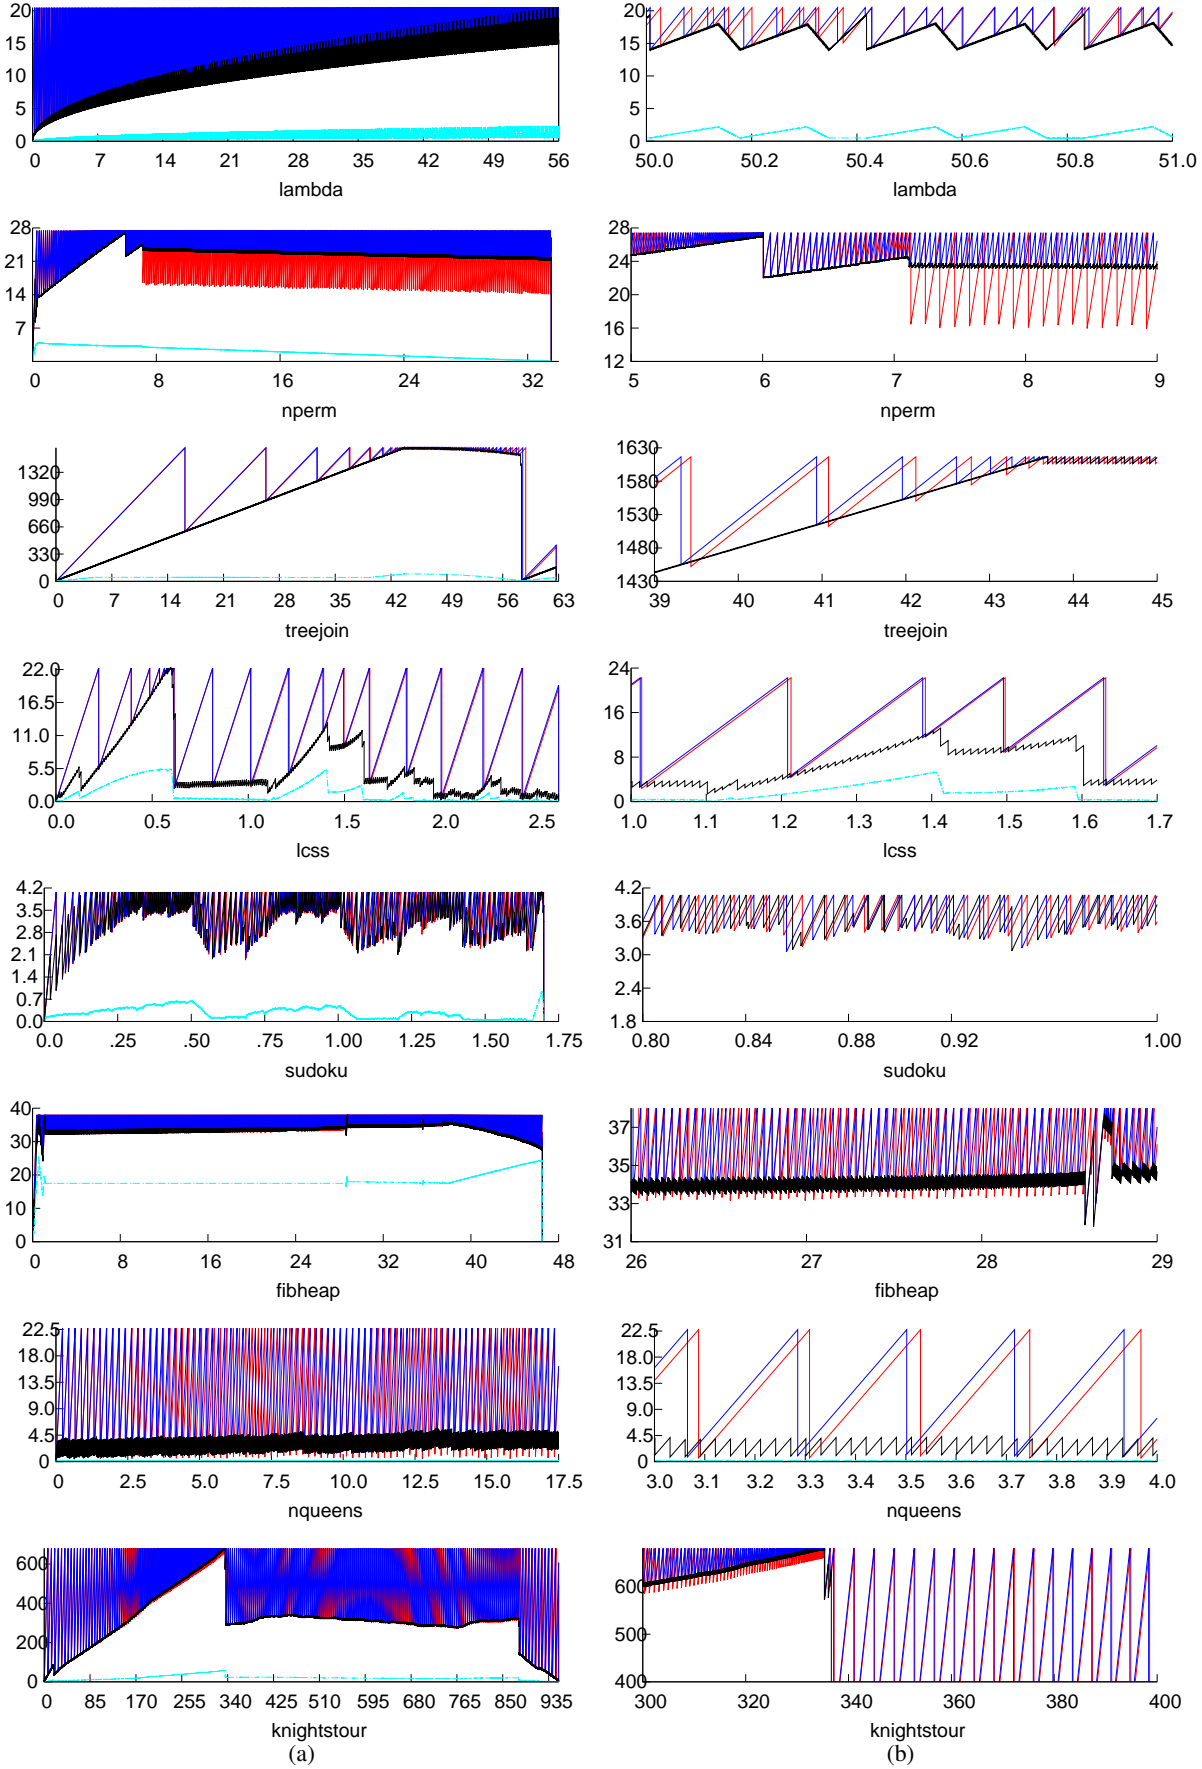 20
15
10
5
0
0 7 14 21 28 35 42 49 56
lambda
20
15
10
5
0
50.0 50.2 50.4 50.6 50.8 51.0
lambda
28
21
14
7
0 8 16 24 32
nperm
28
24
20
16
12
5 6 7 8 9
nperm
1320
990
660
330
0
0 7 14 21 28 35 42 49 56 63
treejoin
1630
1580
1530
1480
1430
39 40 41 42 43 44 45
treejoin
22.0
16.5
11.0
5.5
0.0
0.0 0.5 1.0 1.5 2.0 2.5
lcss
24
16
8
0
1.0 1.1 1.2 1.3 1.4 1.5 1.6 1.7
lcss
4.2
3.5
2.8
2.1
1.4
0.7
0.0
0.0 .25 .50 .75 1.00 1.25 1.50 1.75
sudoku
4.2
3.6
3.0
2.4
1.8
0.80 0.84 0.88 0.92 1.00
sudoku
40
30
20
10
0
0 8 16 24 32 40 48
fibheap
37
35
33
31
26 27 28 29
fibheap
22.5
18.0
13.5
9.0
4.5
0
0 2.5 5.0 7.5 10.0 12.5 15.0 17.5
nqueens
22.5
18.0
13.5
9.0
4.5
0
3.0 3.1 3.2 3.3 3.4 3.5 3.6 3.7 3.8 3.9 4.0
nqueens
600
400
200
0
0 85 170 255 340 425 510 595 680 765 850 935
knightstour
(a)
600
500
400
300 320 340 360 380 400
knightstour
(b)